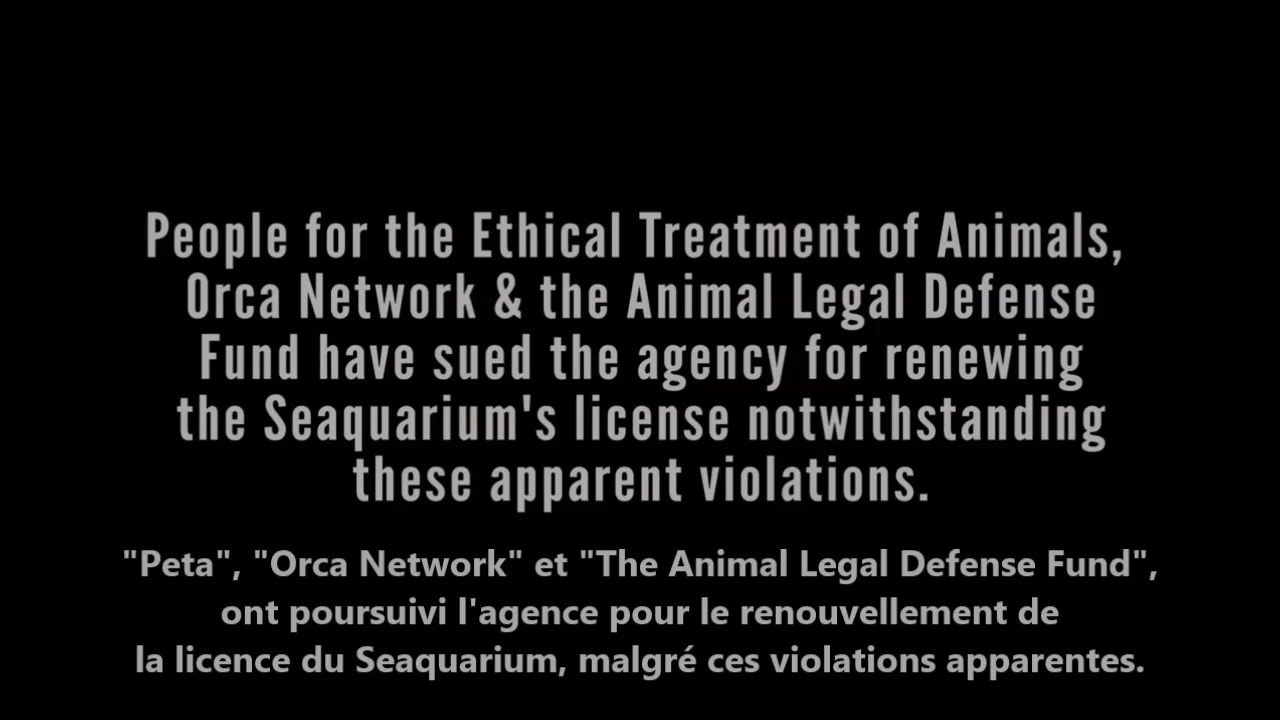 People for the Ethical Treatment of Animals,
Orca Network & the Animal Legal Defense
Fund have sued the agency for renewing
the Seaquarium's license notwithstanding
these apparent violations.
"Peta", "Orca Network" et "The Animal Legal Defense Fund",
ont poursuivi l'agence pour le renouvellement de
la licence du Seaquarium, malgré ces violations apparentes.